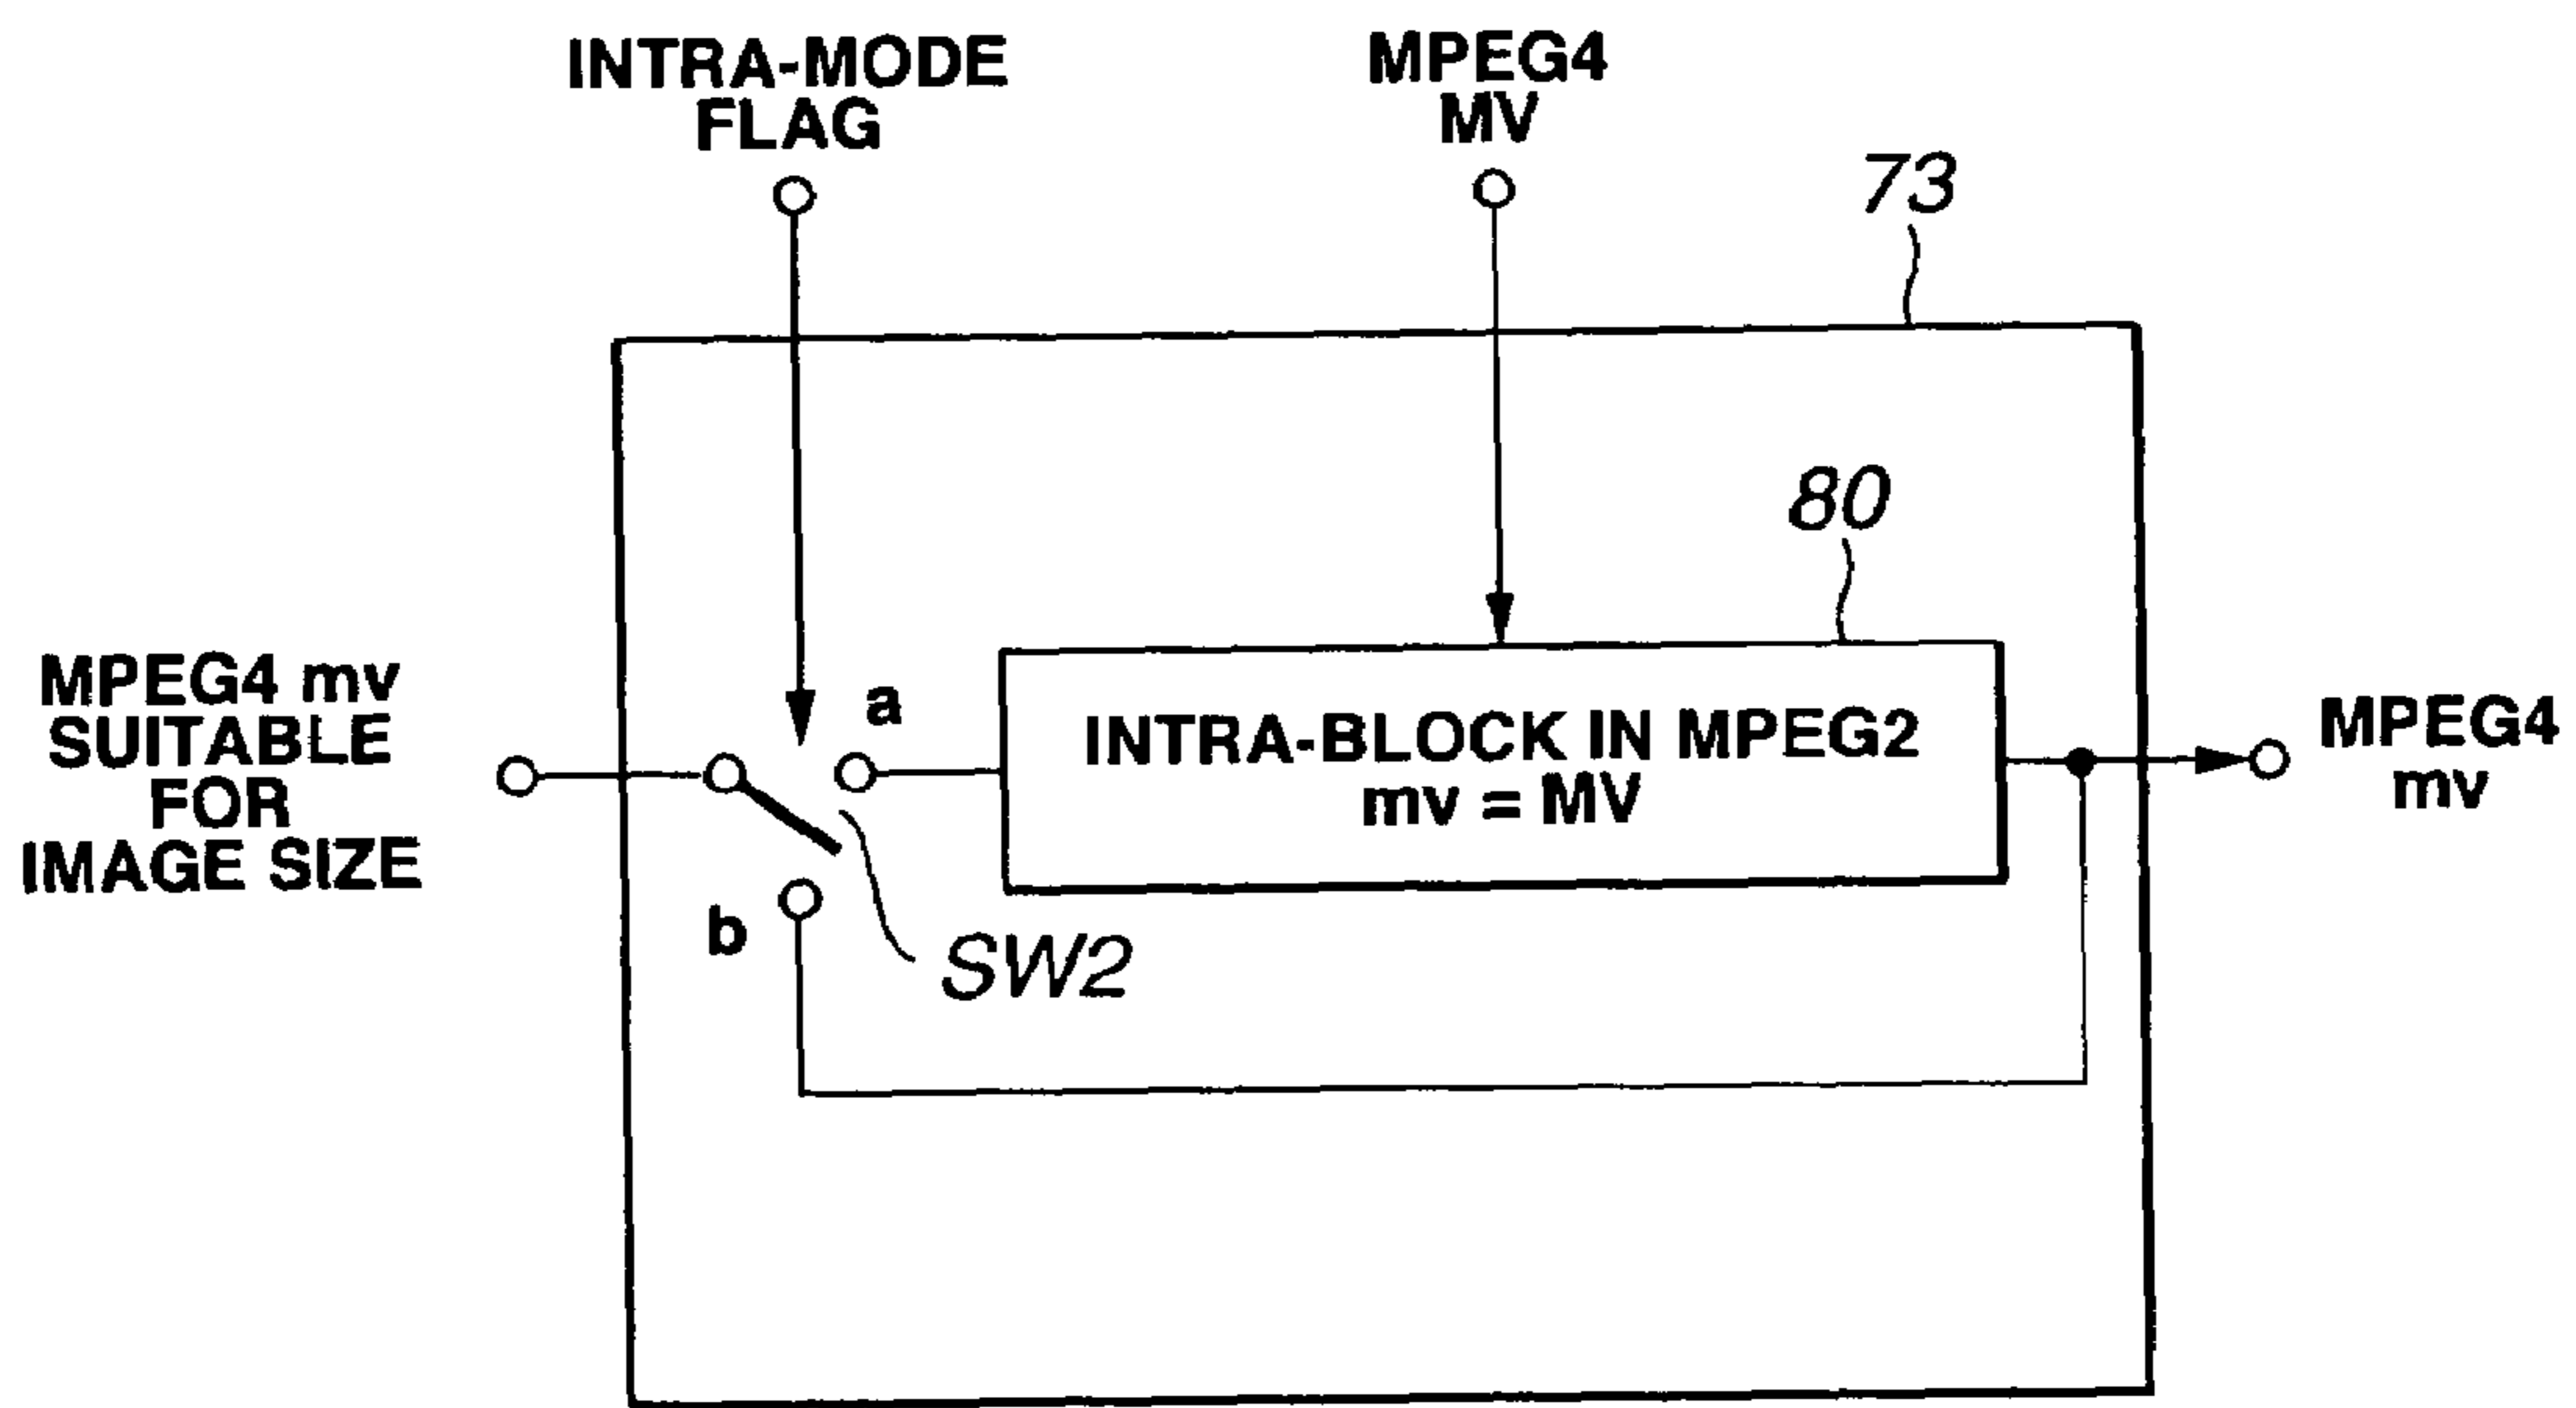 INTRA-MODE
FLAG
MPEG4
MV
73
80
MPEG4 mv
SUITABLE
FOR
IMAGE SIZE
a
INTRA-BLOCK IN MPEG2
mv = MV
MPEG4
mv
b
SW2